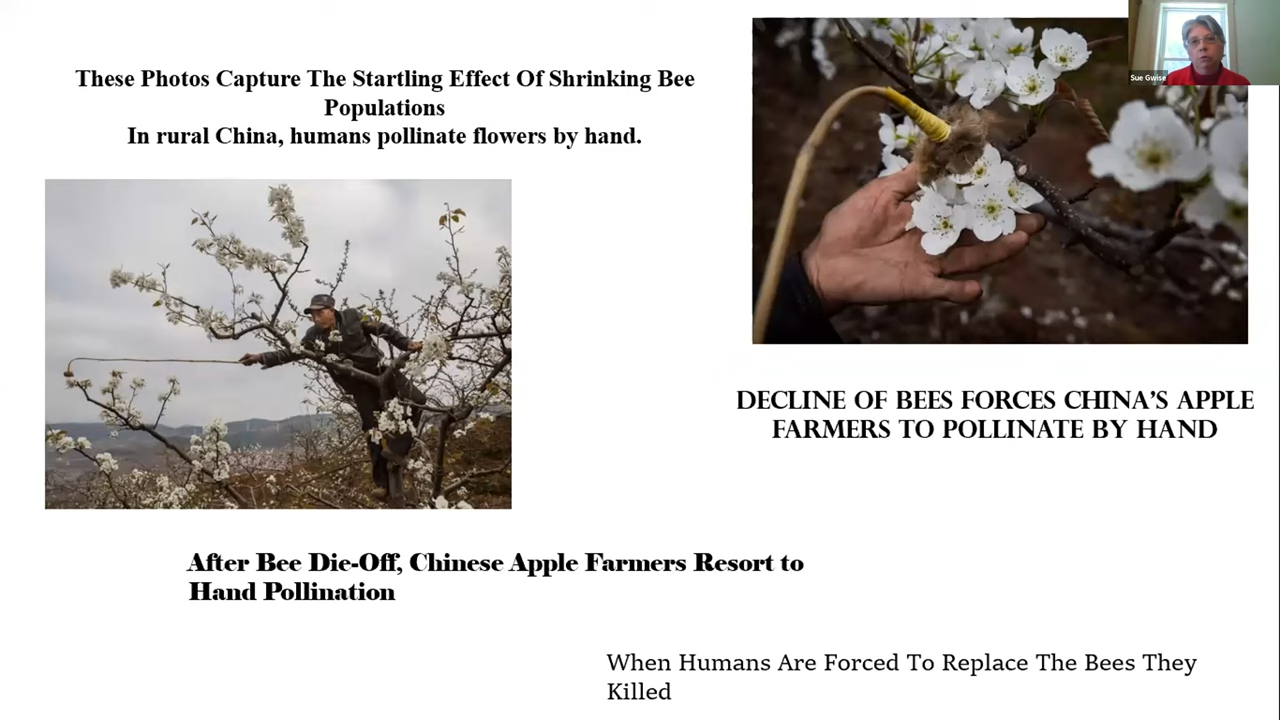 These Photos Capture The Startling Effect Of Shrinking Bee
Populations
In rural China, humans pollinate flowers by hand.
Sue Gwise
DECLINE OF BEES FORCES CHINA’S APPLE
FARMERS TO POLLINATE BY HAND
After Bee Die-Off, Chinese Apple Farmers Resort to
Hand Pollination
When Humans Are Forced To Replace The Bees They
Killed